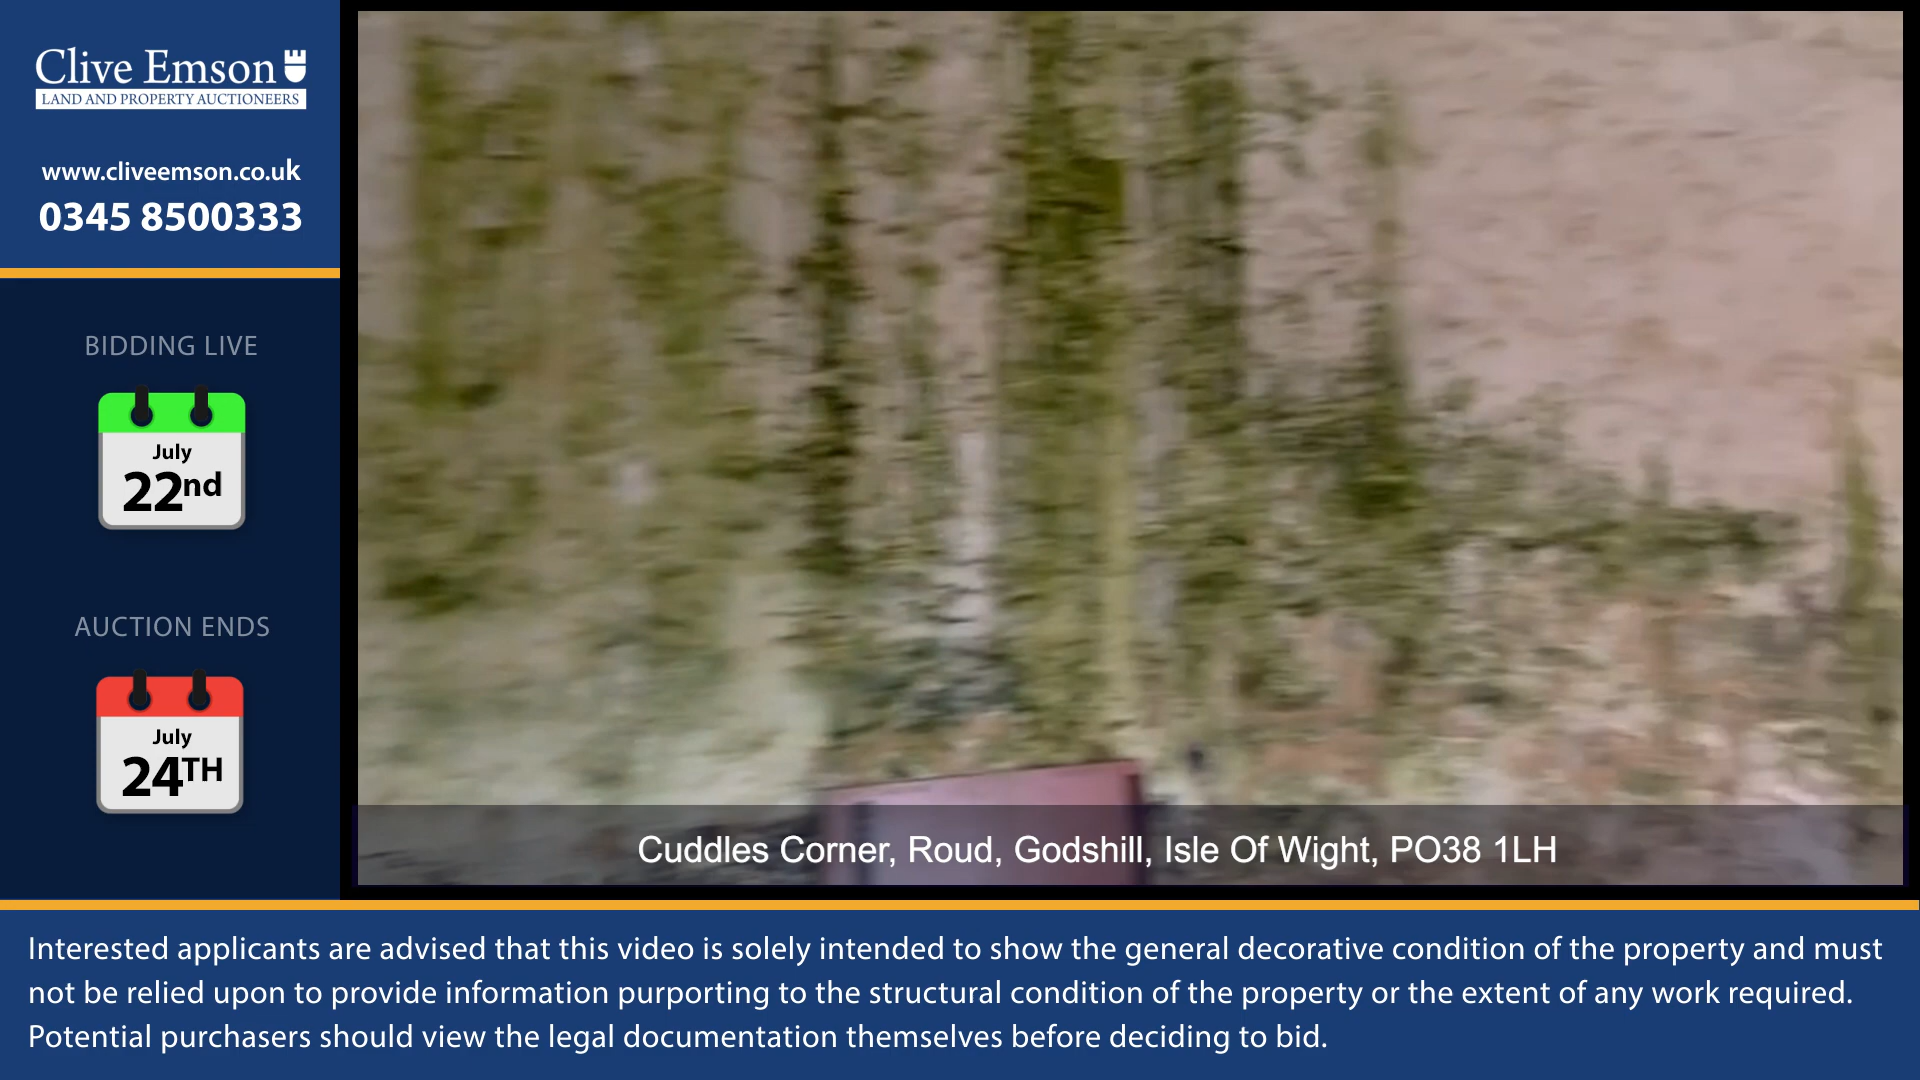 Clive Emson
LAND AND PROPERTY AUCTIONEERS
www.cliveemson.co.uk
0345 8500333
BIDDING LIVE
July
22nd
AUCTION ENDS
July
24TH
Cuddles Corner, Roud, Godshill, Isle Of Wight, PO38 1LH
Interested applicants are advised that this video is solely intended to show the general decorative condition of the property and must
not be relied upon to provide information purporting to the structural condition of the property or the extent of any work required.
Potential purchasers should view the legal documentation themselves before deciding to bid.